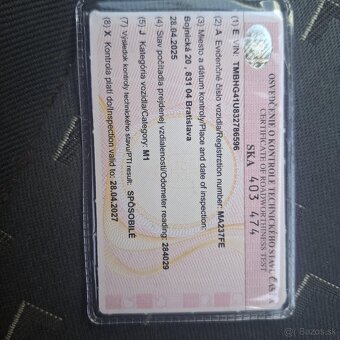 OSVEDČENIE O KONTROLE TECHNICKÉHO STAVU ČASŤ A
CERTIFICATE OF ROADWORTHINESS TEST
SKA 403 474
(1) E VIN: TMBHG41U832786596
(2) A Evidenčné číslo vozidla/Registration number: MA237FE
(3) Miesto a dátum kontroly/Place and date of inspection:
Bojnická 20 , 831 04 Bratislava
28.04.2025
(4) Stav počítadla prejdenej vzdialenosti/Odometer reading: 284029
(5) J Kategória vozidla/Category: M1
(7) Výsledok kontroly technického stavu/PTI result: SPÔSOBILÉ
(8) X Kontrola platí do/Inspection valid to: 28.04.2027
Bazos.sk